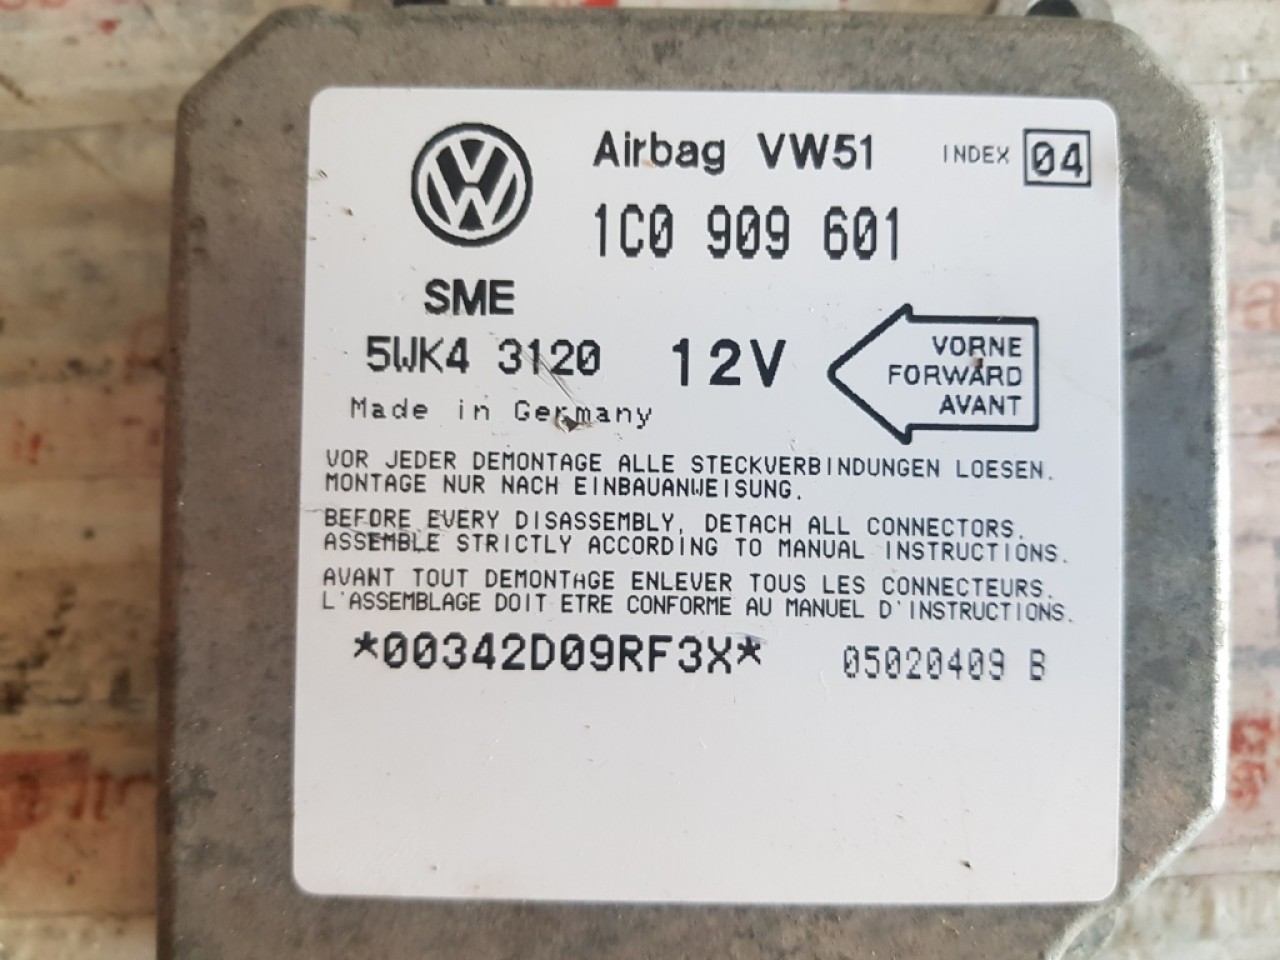 Airbag VW51 INDEX 04
1C0 909 601
SME
5WK4 3120 12V
VORNE
FORWARD
AVANT
Made in Germany
VOR JEDER DEMONTAGE ALLE STECKVERBINDUNGEN LOESEN.
MONTAGE NUR NACH EINBAUANWEISUNG.
BEFORE EVERY DISASSEMBLY, DETACH ALL CONNECTORS.
ASSEMBLE STRICTLY ACCORDING TO MANUAL INSTRUCTIONS.
AVANT TOUT DEMONTAGE ENLEVER TOUS LES CONNECTEURS.
L'ASSEMBLAGE DOIT ETRE CONFORME AU MANUEL D'INSTRUCTIONS.
*00342D09RF3X* 05020409 B